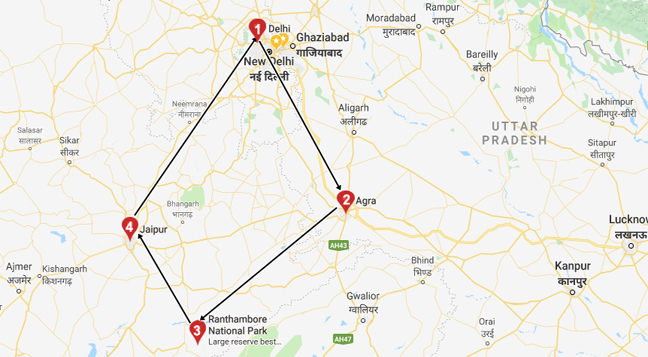 Moradabad
मुरादाबाद
Rampur
रामपुर
1
Delhi
Ghaziabad
गाज़ियाबाद
New Delhi
नई दिल्ली
Bareilly
बरेली
Nigohi
निगोही
Lakhimpur
लखीमपुर-खीरी
Neemrana
नीमराना
Aligarh
अलीगढ़
UTTAR
PRADESH
Salasar
सालासर
Sikar
सीकर
Sitapur
सीतापुर
Bhangarh
भानगढ़
2
Agra
4
Jaipur
Lucknow
लखनऊ
AH43
Ajmer
अजमेर
Kishangarh
किशनगढ़
Bhind
भिण्ड
Kanpur
कानपुर
Gwalior
ग्वालियर
3
Ranthambore
National Park
Large reserve best...
Orai
उरई
AH47